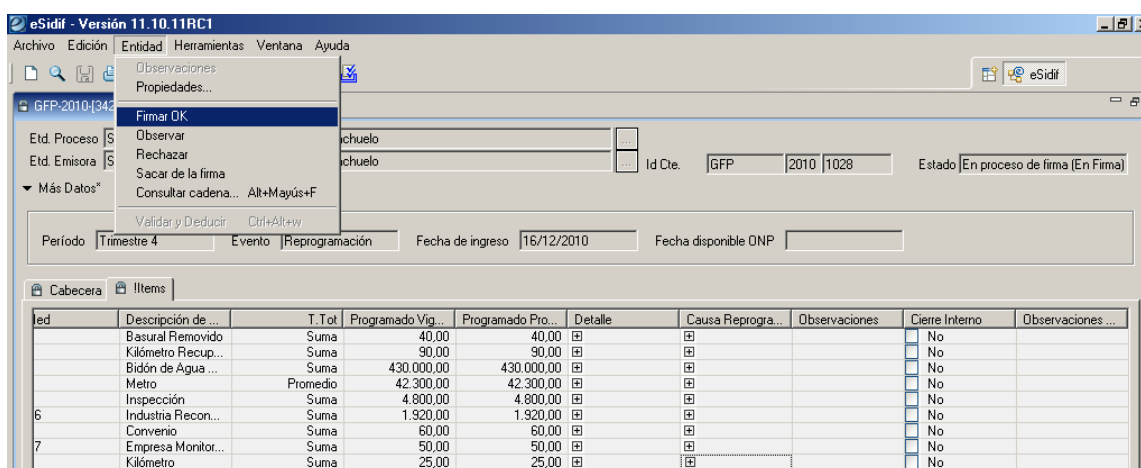 eSidif - Versión 11.10.11RC1
Archivo Edición Entidad Herramientas Ventana Ayuda
Observaciones
Propiedades...
eSidif
GFP-2010-[342
Firmar OK
Observar
Rechazar
Sacar de la firma
Consultar cadena... Alt+Mayús+F
Validar y Deducir Ctrl+Alt+w
Etd. Proceso S achuelo ...
Etd. Emisora S achuelo ... Id Cte. GFP 2010 1028 Estado En proceso de firma (En Firma)
Más Datos*
Período Trimestre 4 Evento Reprogramación Fecha de ingreso 16/12/2010 Fecha disponible ONP
Cabecera !Items
ed Descripción de ... T.Tot Programado Vig... Programado Pro... Detalle Causa Reprogra... Observaciones Cierre Interno Observaciones ...
Basural Removido Suma 40,00 40,00 No
Kilómetro Recup... Suma 90,00 90,00 No
Bidón de Agua ... Suma 430.000,00 430.000,00 No
Metro Promedio 42.300,00 42.300,00 No
Inspección Suma 4.800,00 4.800,00 No
6 Industria Recon... Suma 1.920,00 1.920,00 No
Convenio Suma 60,00 60,00 No
7 Empresa Monitor... Suma 50,00 50,00 No
Kilómetro Suma 25,00 25,00 No